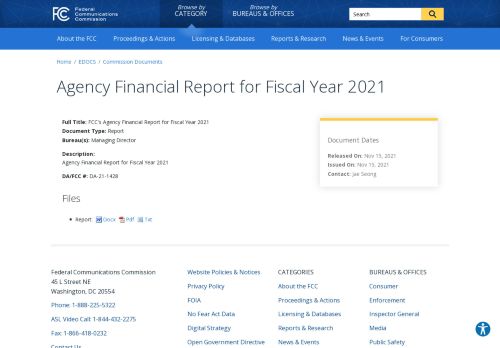 FCC Federal Communications Commission
Browse by CATEGORY
Browse by BUREAUS & OFFICES
Search
About the FCC
Proceedings & Actions
Licensing & Databases
Reports & Research
News & Events
For Consumers
Home / EDOCS / Commission Documents
Agency Financial Report for Fiscal Year 2021
Full Title: FCC's Agency Financial Report for Fiscal Year 2021
Document Type: Report
Bureau(s): Managing Director
Description:
Agency Financial Report for Fiscal Year 2021
DA/FCC #: DA-21-1428
Document Dates
Released On: Nov 15, 2021
Issued On: Nov 15, 2021
Contact: Jae Seong
Files
Report: Docx Pdf Txt
Federal Communications Commission
45 L Street NE
Washington, DC 20554
Phone: 1-888-225-5322
ASL Video Call: 1-844-432-2275
Fax: 1-866-418-0232
Contact Us
Website Policies & Notices
Privacy Policy
FOIA
No Fear Act Data
Digital Strategy
Open Government Directive
CATEGORIES
About the FCC
Proceedings & Actions
Licensing & Databases
Reports & Research
News & Events
BUREAUS & OFFICES
Consumer
Enforcement
Inspector General
Media
Public Safety